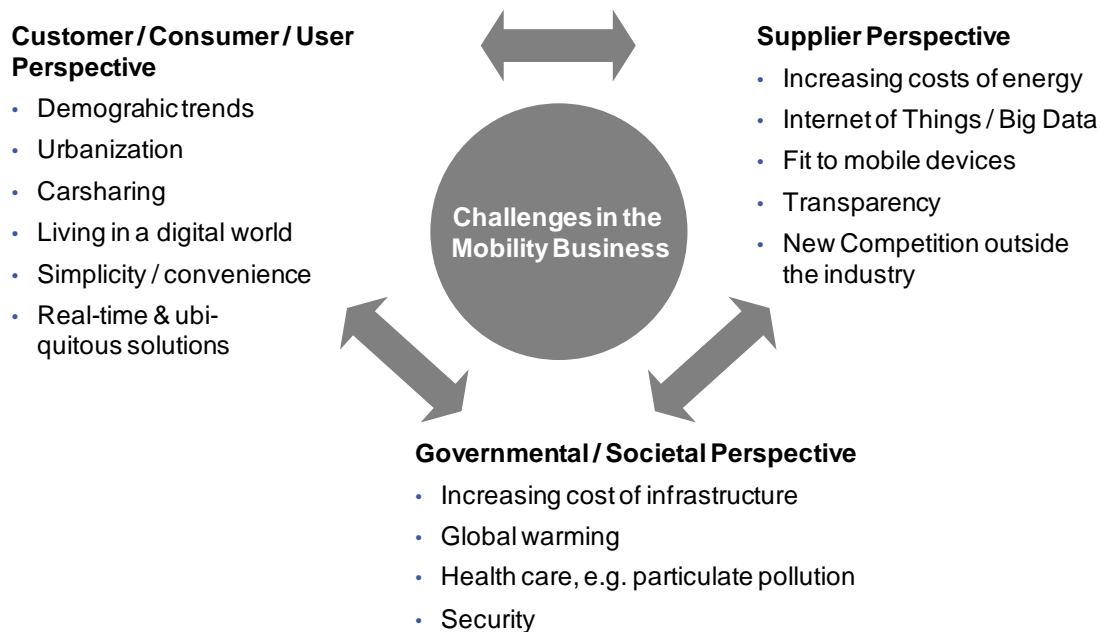 Customer / Consumer / User
Perspective
• Demograhic trends
• Urbanization
• Carsharing
• Living in a digital world
• Simplicity / convenience
• Real-time & ubi-
quitous solutions
Challenges in the
Mobility Business
Supplier Perspective
• Increasing costs of energy
• Internet of Things / Big Data
• Fit to mobile devices
• Transparency
• New Competition outside
the industry
Governmental / Societal Perspective
• Increasing cost of infrastructure
• Global warming
• Health care, e.g. particulate pollution
• Security